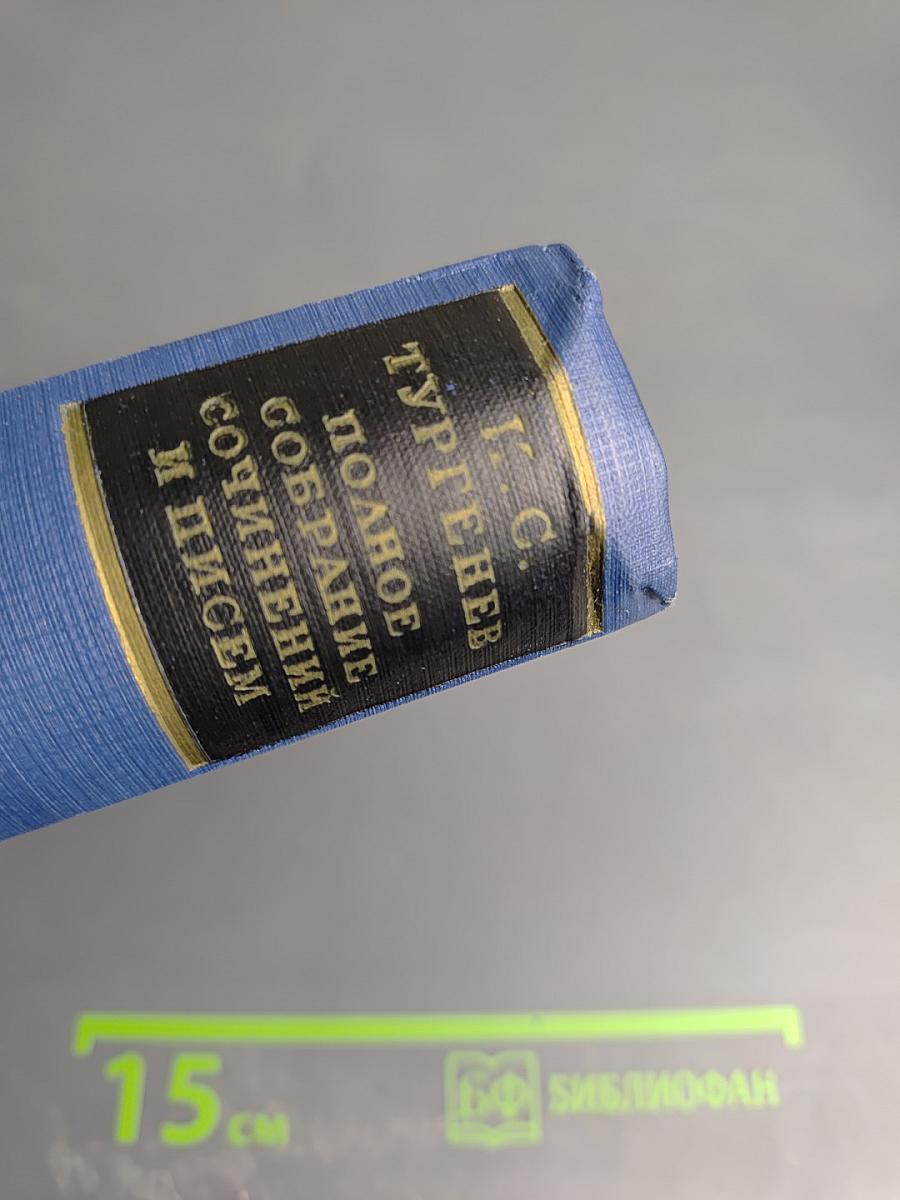 И. С.
ТУРГЕНЕВ
ПОЛНОЕ
СОБРАНИЕ
СОЧИНЕНИЙ
И ПИСЕМ
15 см
БФ БИБЛИОФАН